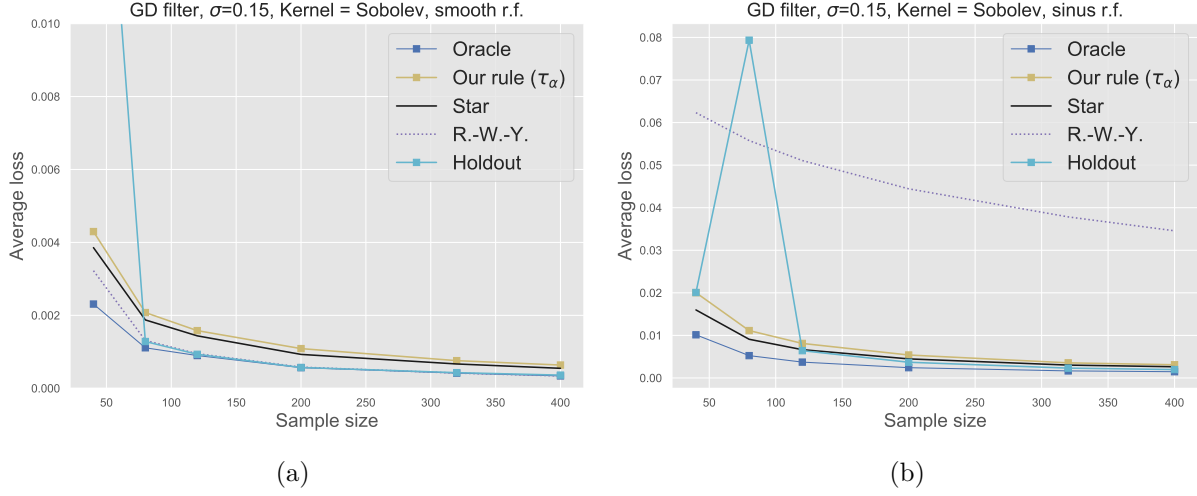 GD filter, σ=0.15, Kernel = Sobolev, smooth r.f.
0.010
0.008
0.006
0.004
0.002
0.000
Average loss
50 100 150 200 250 300 350 400
Sample size
Oracle
Our rule (τα)
Star
R.-W.-Y.
Holdout
(a)
GD filter, σ=0.15, Kernel = Sobolev, sinus r.f.
0.08
0.07
0.06
0.05
0.04
0.03
0.02
0.01
0.00
Average loss
50 100 150 200 250 300 350 400
Sample size
Oracle
Our rule (τα)
Star
R.-W.-Y.
Holdout
(b)